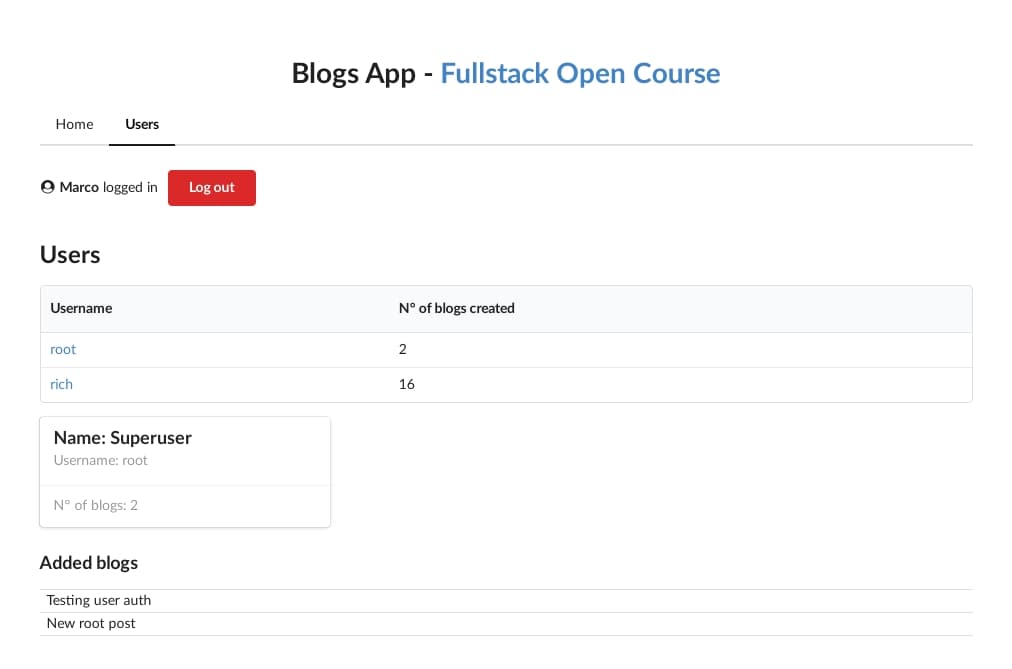 Blogs App - Fullstack Open Course
Home Users
Marco logged in Log out
Users
Username N° of blogs created
root 2
rich 16
Name: Superuser
Username: root
N° of blogs: 2
Added blogs
Testing user auth
New root post